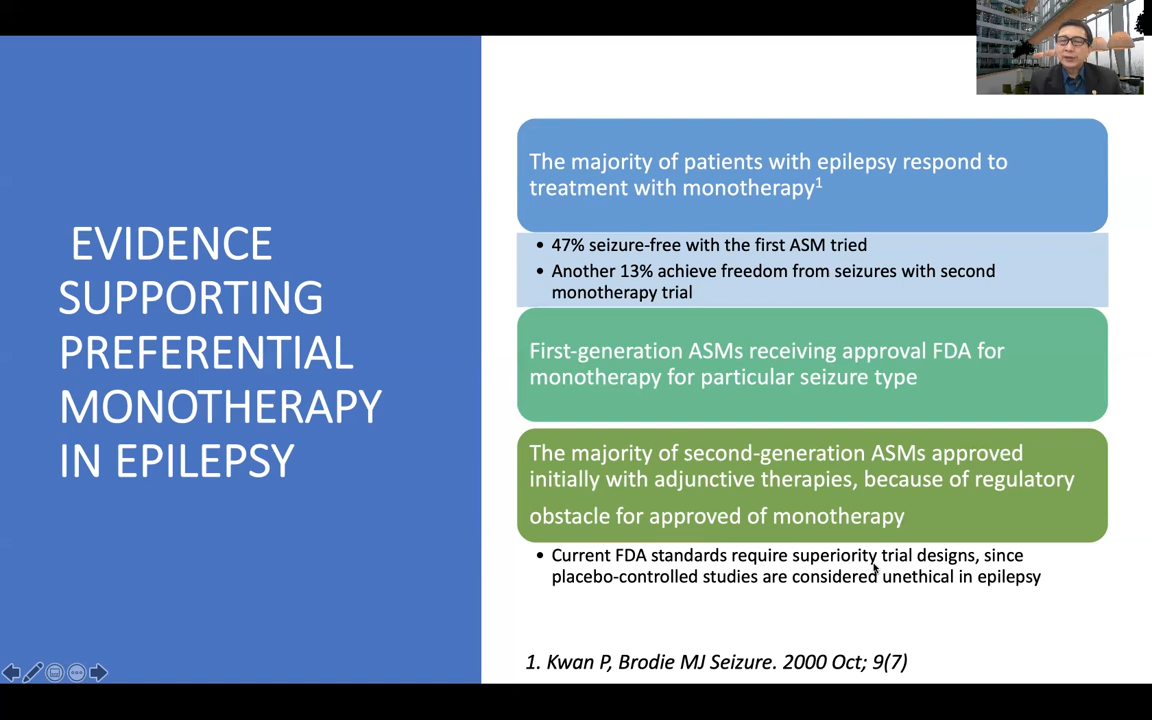 EVIDENCE
SUPPORTING
PREFERENTIAL
MONOTHERAPY
IN EPILEPSY
The majority of patients with epilepsy respond to
treatment with monotherapy1
• 47% seizure-free with the first ASM tried
• Another 13% achieve freedom from seizures with second
monotherapy trial
First-generation ASMs receiving approval FDA for
monotherapy for particular seizure type
The majority of second-generation ASMs approved
initially with adjunctive therapies, because of regulatory
obstacle for approved of monotherapy
• Current FDA standards require superiority trial designs, since
placebo-controlled studies are considered unethical in epilepsy
1. Kwan P, Brodie MJ Seizure. 2000 Oct; 9(7)